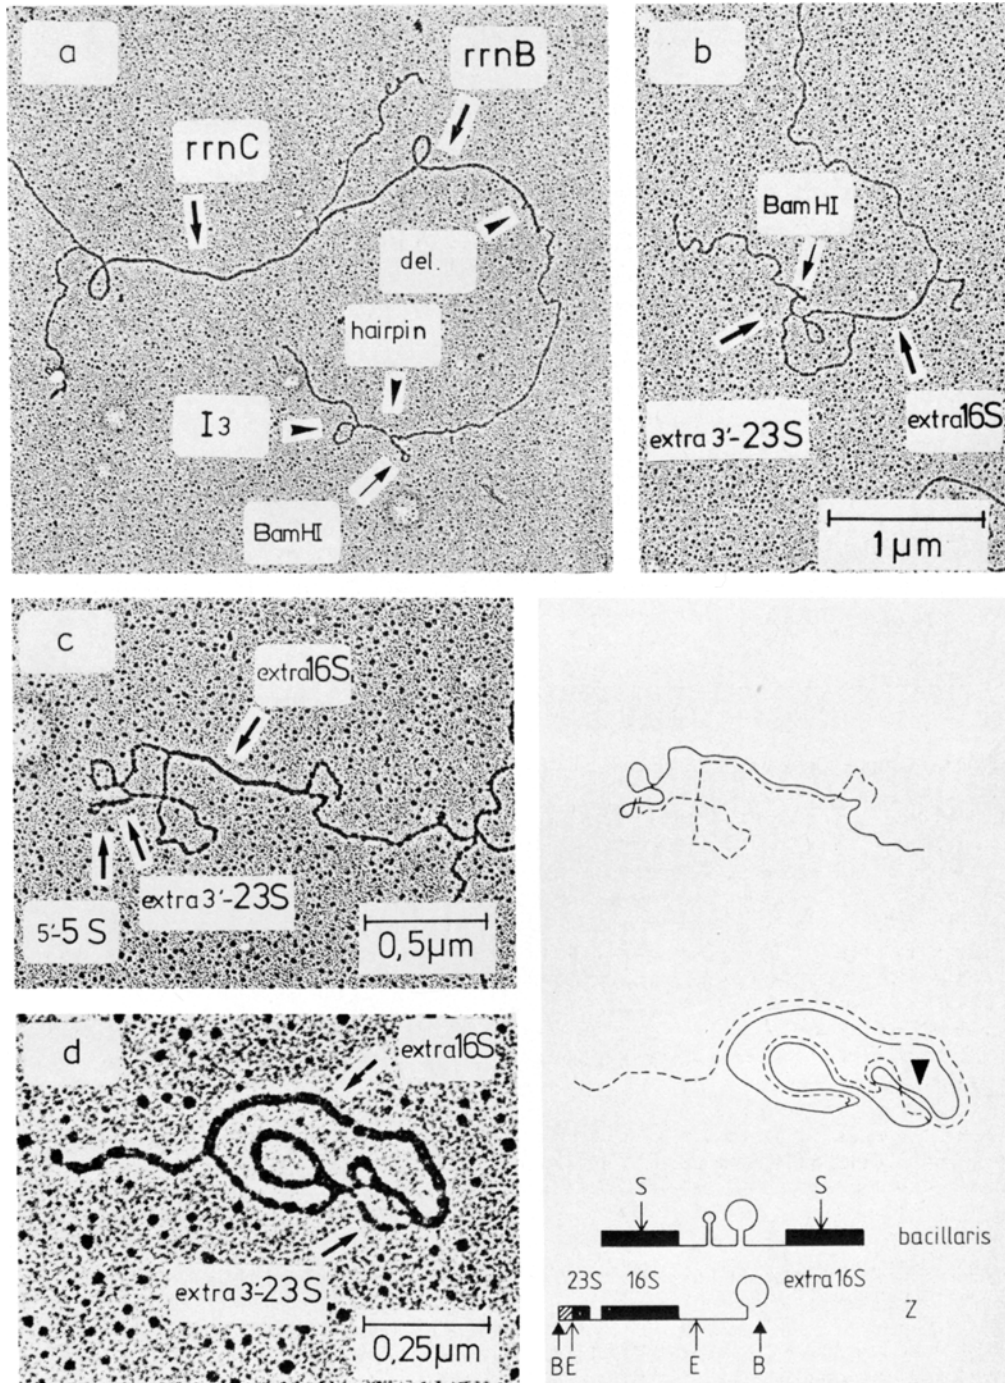 a
rrnB
rrnC
del.
hairpin
I3
BamHI
b
BamHI
extra 3'-23S
extra16S
1 µm
c
extra16S
5'-5S
extra 3'-23S
0,5µm
d
extra16S
extra 3'-23S
0,25µm
S S
bacillaris
23S 16S extra16S
Z
B E E B